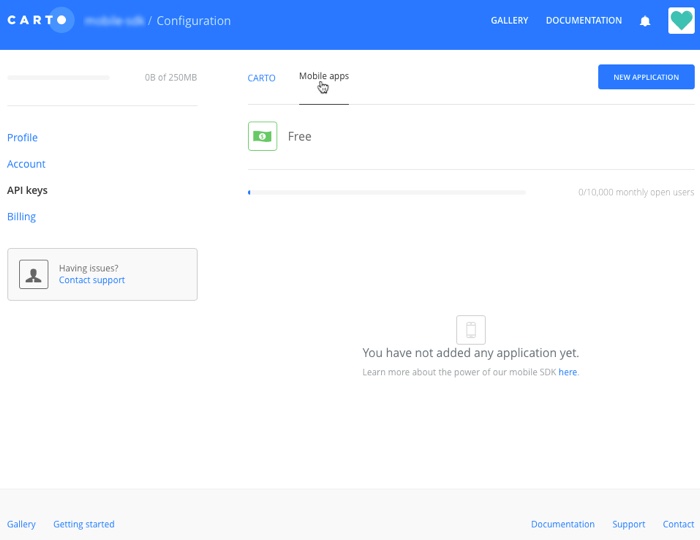 CARTO / Configuration
GALLERY
DOCUMENTATION
0B of 250MB
CARTO
Mobile apps
NEW APPLICATION
Free
Profile
Account
API keys
Billing
0/10,000 monthly open users
Having issues?
Contact support
You have not added any application yet.
Learn more about the power of our mobile SDK here.
Gallery
Getting started
Documentation
Support
Contact